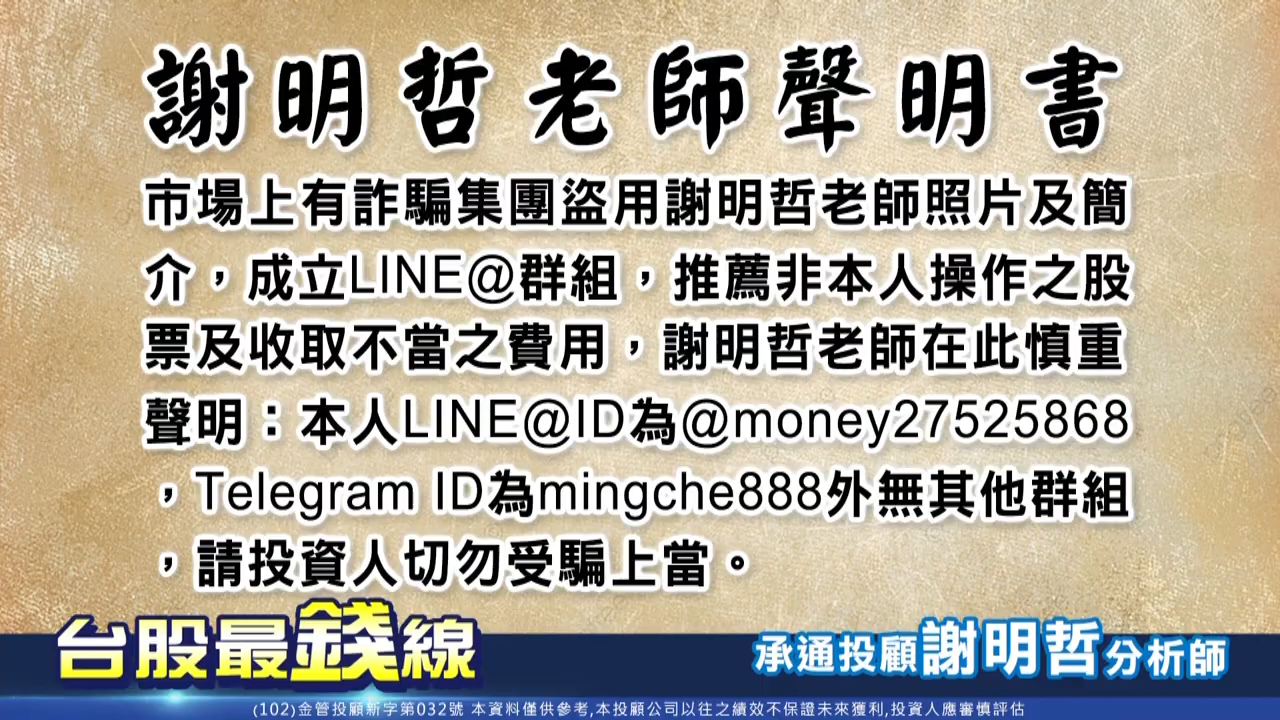 謝明哲老師聲明書
市場上有詐騙集團盜用謝明哲老師照片及簡
介，成立LINE@群組，推薦非本人操作之股
票及收取不當之費用，謝明哲老師在此慎重
聲明：本人LINE@ID為@money27525868
，Telegram ID為mingche888外無其他群組
，請投資人切勿受騙上當。
台股最錢線
承通投顧謝明哲分析師
(102)金管投顧新字第032號 本資料僅供參考,本投顧公司以往之績效不保證未來獲利,投資人應審慎評估